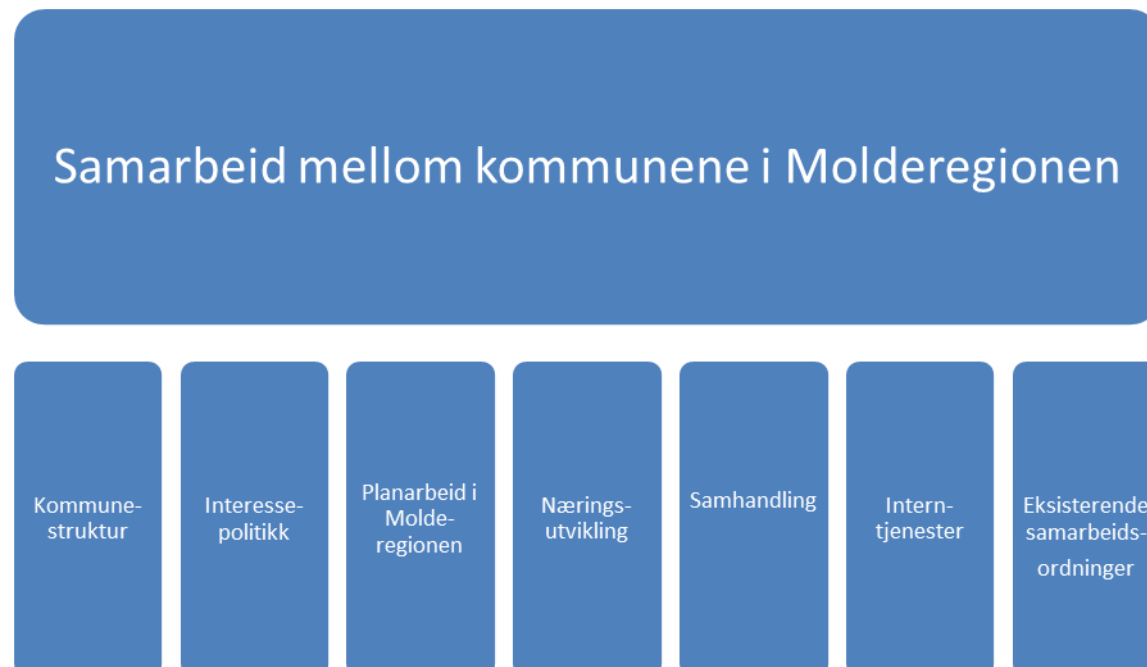 Samarbeid mellom kommunene i Molderegionen
Kommune-
struktur
Interesse-
politikk
Planarbeid i
Molde-
regionen
Nærings-
utvikling
Samhandling
Intern-
tjenester
Eksisterende
samarbeids-
ordninger